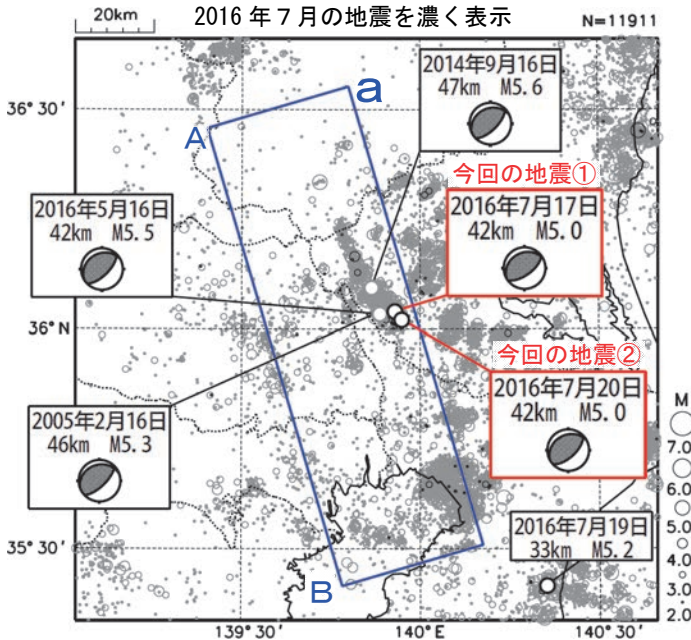 20km
2016年7月の地震を濃く表示
N=11911
36°30′
a
A
2014年9月16日
47km M5.6
今回の地震①
2016年7月17日
42km M5.0
2016年5月16日
42km M5.5
36°N
今回の地震②
2016年7月20日
42km M5.0
2005年2月16日
46km M5.3
M
7.0
6.0
5.0
4.0
3.0
2.0
2016年7月19日
33km M5.2
35°30′
B
139°30′
140°E
140°30′